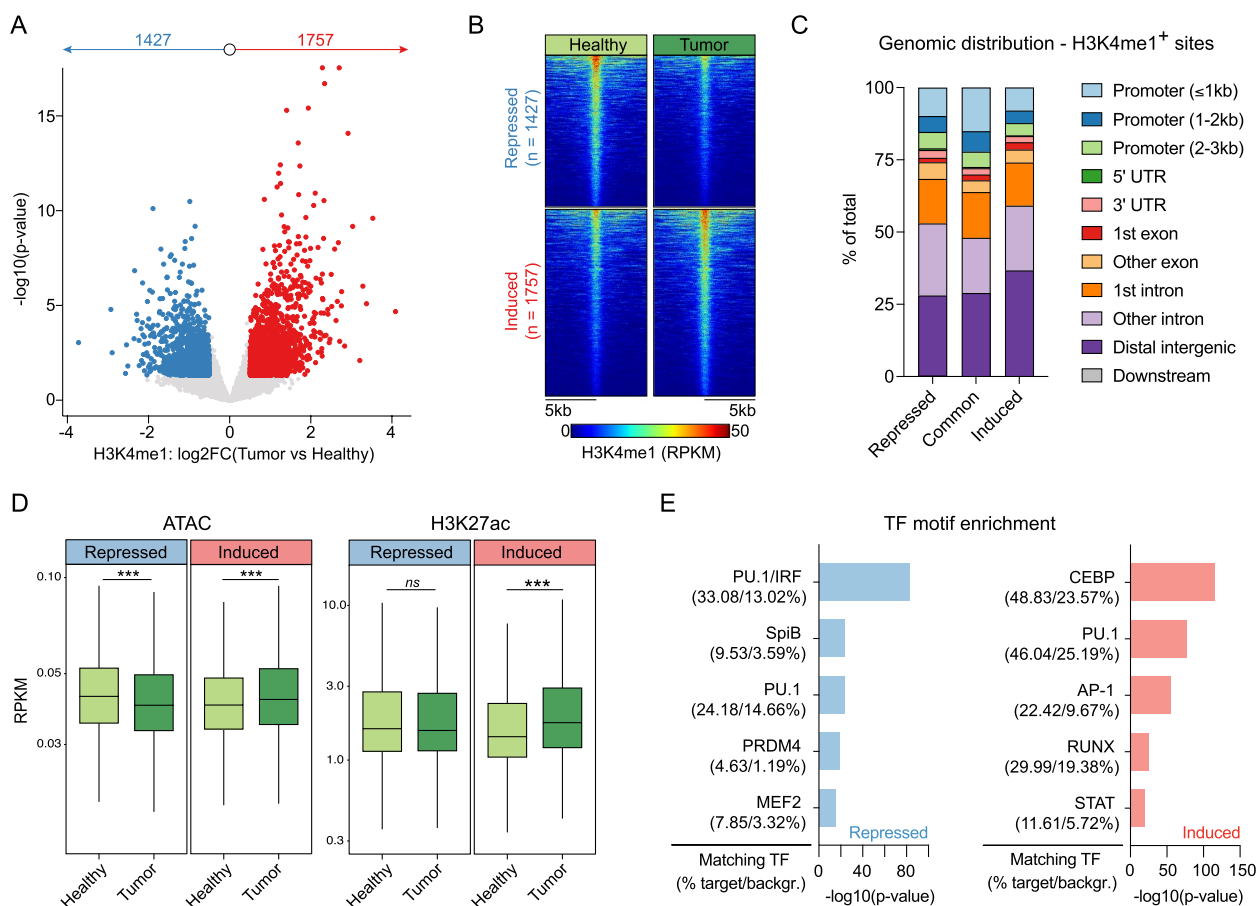 A
1427
1757
-log10(p-value)
15
10
5
0
-4
-2
0
2
4
H3K4me1: log2FC(Tumor vs Healthy)
B
Healthy
Tumor
Repressed
(n = 1427)
Induced
(n = 1757)
5kb
5kb
0
50
H3K4me1 (RPKM)
C
Genomic distribution - H3K4me1+ sites
% of total
100
75
50
25
0
Repressed
Common
Induced
Promoter (≤1kb)
Promoter (1-2kb)
Promoter (2-3kb)
5' UTR
3' UTR
1st exon
Other exon
1st intron
Other intron
Distal intergenic
Downstream
D
ATAC
Repressed
Induced
***
***
RPKM
0.10
0.05
0.03
Healthy
Tumor
Healthy
Tumor
H3K27ac
Repressed
Induced
ns
***
10.0
3.0
1.0
0.3
Healthy
Tumor
Healthy
Tumor
E
TF motif enrichment
PU.1/IRF
(33.08/13.02%)
SpiB
(9.53/3.59%)
PU.1
(24.18/14.66%)
PRDM4
(4.63/1.19%)
MEF2
(7.85/3.32%)
Repressed
Matching TF
(% target/backgr.)
0
40
80
-log10(p-value)
CEBP
(48.83/23.57%)
PU.1
(46.04/25.19%)
AP-1
(22.42/9.67%)
RUNX
(29.99/19.38%)
STAT
(11.61/5.72%)
Induced
Matching TF
(% target/backgr.)
0
50
100
150
-log10(p-value)